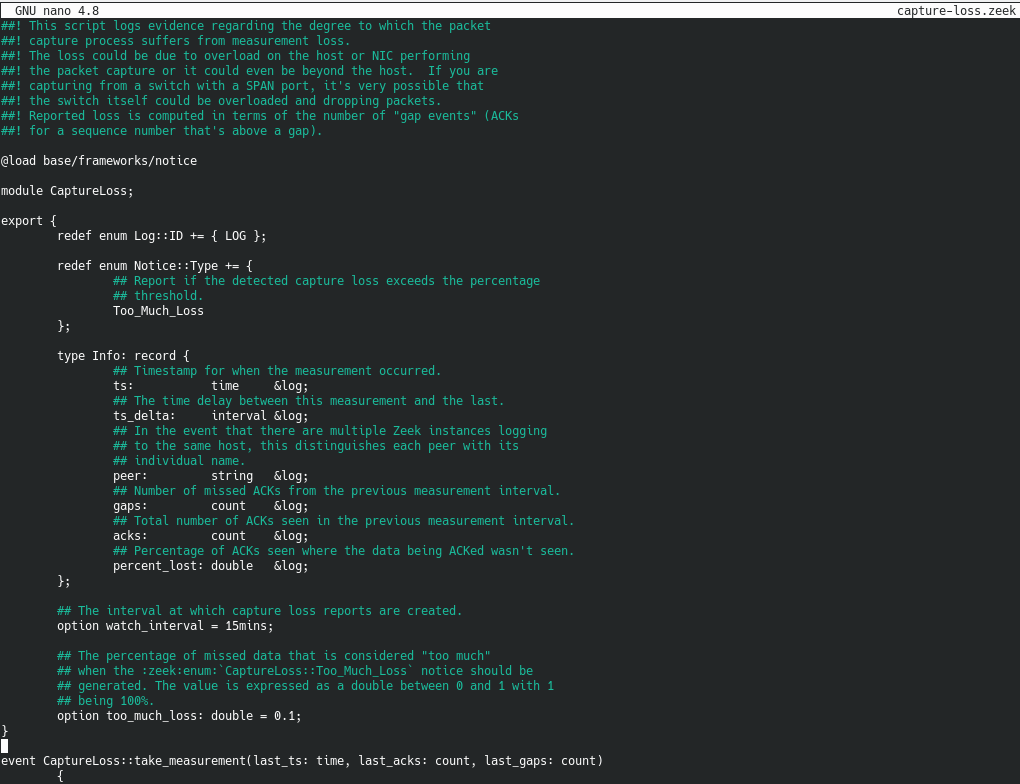 GNU nano 4.8 capture-loss.zeek
##! This script logs evidence regarding the degree to which the packet
##! capture process suffers from measurement loss.
##! The loss could be due to overload on the host or NIC performing
##! the packet capture or it could even be beyond the host.  If you are
##! capturing from a switch with a SPAN port, it's very possible that
##! the switch itself could be overloaded and dropping packets.
##! Reported loss is computed in terms of the number of "gap events" (ACKs
##! for a sequence number that's above a gap).

@load base/frameworks/notice

module CaptureLoss;

export {
        redef enum Log::ID += { LOG };

        redef enum Notice::Type += {
                ## Report if the detected capture loss exceeds the percentage
                ## threshold.
                Too_Much_Loss
        };

        type Info: record {
                ## Timestamp for when the measurement occurred.
                ts:           time     &log;
                ## The time delay between this measurement and the last.
                ts_delta:     interval &log;
                ## In the event that there are multiple Zeek instances logging
                ## to the same host, this distinguishes each peer with its
                ## individual name.
                peer:         string   &log;
                ## Number of missed ACKs from the previous measurement interval.
                gaps:         count    &log;
                ## Total number of ACKs seen in the previous measurement interval.
                acks:         count    &log;
                ## Percentage of ACKs seen where the data being ACKed wasn't seen.
                percent_lost: double   &log;
        };

        ## The interval at which capture loss reports are created.
        option watch_interval = 15mins;

        ## The percentage of missed data that is considered "too much"
        ## when the :zeek:enum:`CaptureLoss::Too_Much_Loss` notice should be
        ## generated. The value is expressed as a double between 0 and 1 with 1
        ## being 100%.
        option too_much_loss: double = 0.1;
}

event CaptureLoss::take_measurement(last_ts: time, last_acks: count, last_gaps: count)
        {